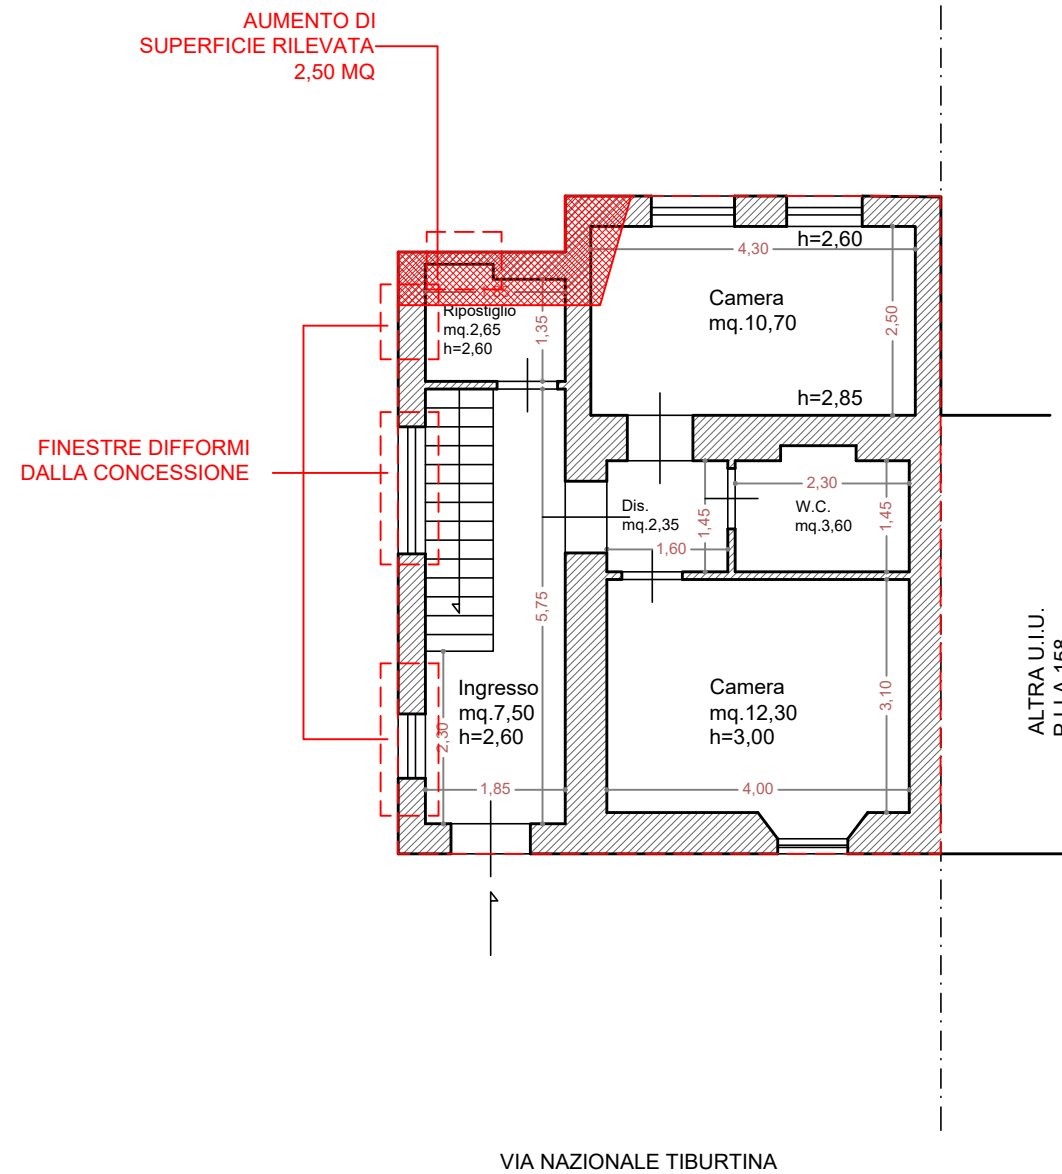 AUMENTO DI
SUPERFICIE RILEVATA
2,50 MQ
h=2,60
4,30
Camera
mq.10,70
2,50
Ripostiglio
mq.2,65
h=2,60
1,35
h=2,85
FINESTRE DIFFORMI
DALLA CONCESSIONE
Dis.
mq.2,35
1,45
1,60
2,30
W.C.
mq.3,60
1,45
5,75
Ingresso
mq.7,50
h=2,60
2,30
1,85
Camera
mq.12,30
h=3,00
3,10
4,00
ALTRA U.I.U.
P.LLA 158
VIA NAZIONALE TIBURTINA